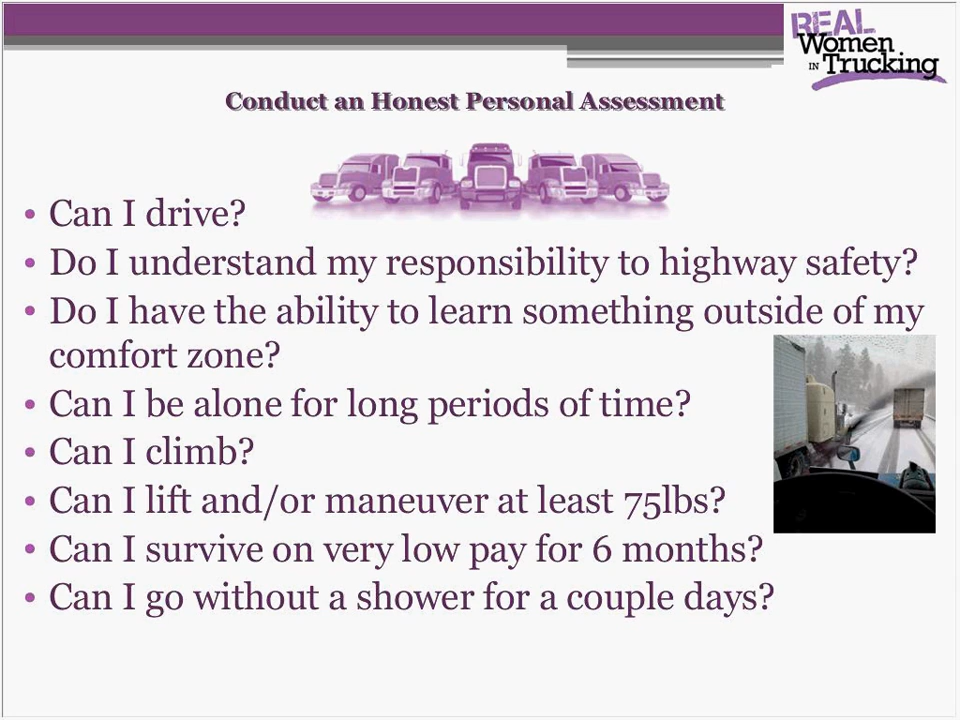 REAL
Women
IN Trucking
Conduct an Honest Personal Assessment
• Can I drive?
• Do I understand my responsibility to highway safety?
• Do I have the ability to learn something outside of my
comfort zone?
• Can I be alone for long periods of time?
• Can I climb?
• Can I lift and/or maneuver at least 75lbs?
• Can I survive on very low pay for 6 months?
• Can I go without a shower for a couple days?